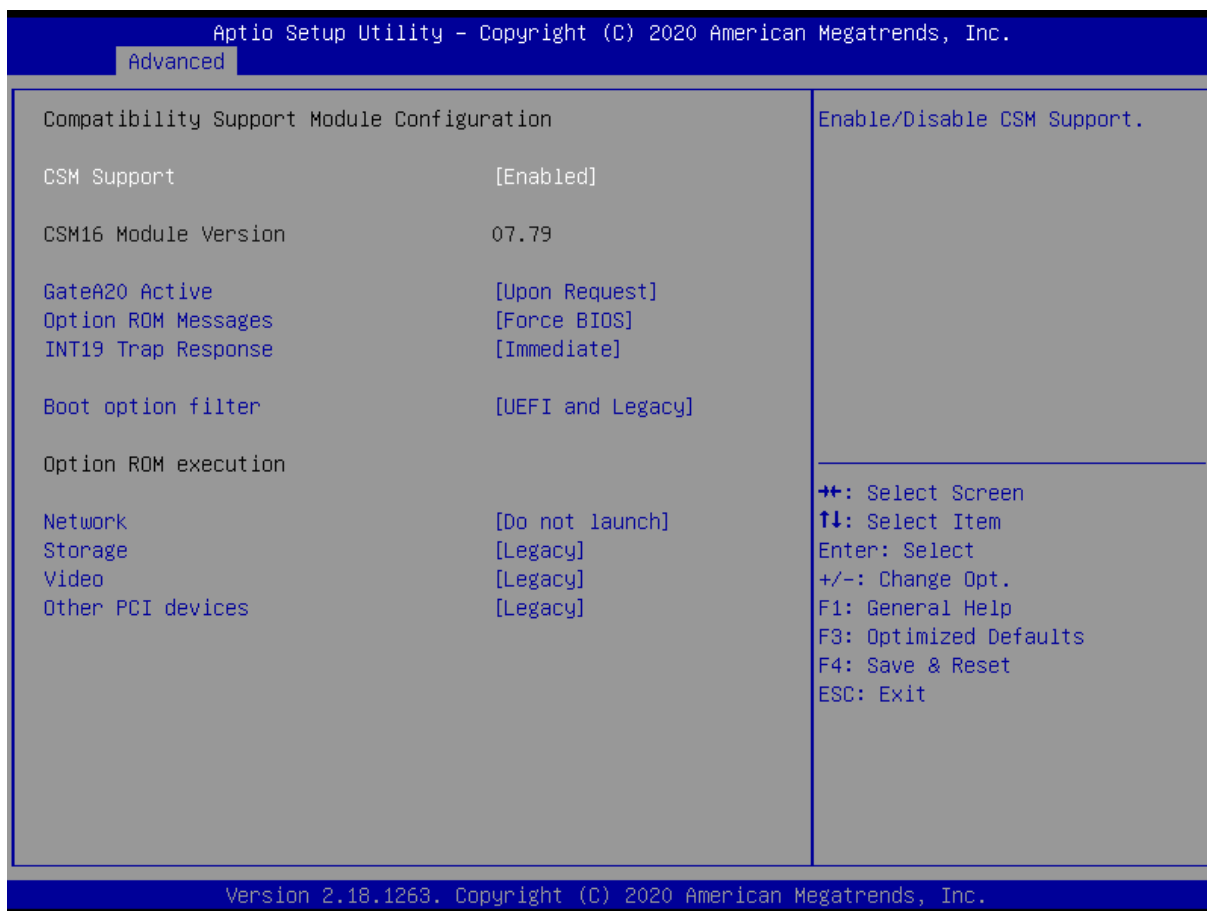 Aptio Setup Utility – Copyright (C) 2020 American Megatrends, Inc.
Advanced
Compatibility Support Module Configuration
CSM Support [Enabled]
CSM16 Module Version 07.79
GateA20 Active [Upon Request]
Option ROM Messages [Force BIOS]
INT19 Trap Response [Immediate]
Boot option filter [UEFI and Legacy]
Option ROM execution
Network [Do not launch]
Storage [Legacy]
Video [Legacy]
Other PCI devices [Legacy]
Enable/Disable CSM Support.
→←: Select Screen
↑↓: Select Item
Enter: Select
+/-: Change Opt.
F1: General Help
F3: Optimized Defaults
F4: Save & Reset
ESC: Exit
Version 2.18.1263. Copyright (C) 2020 American Megatrends, Inc.